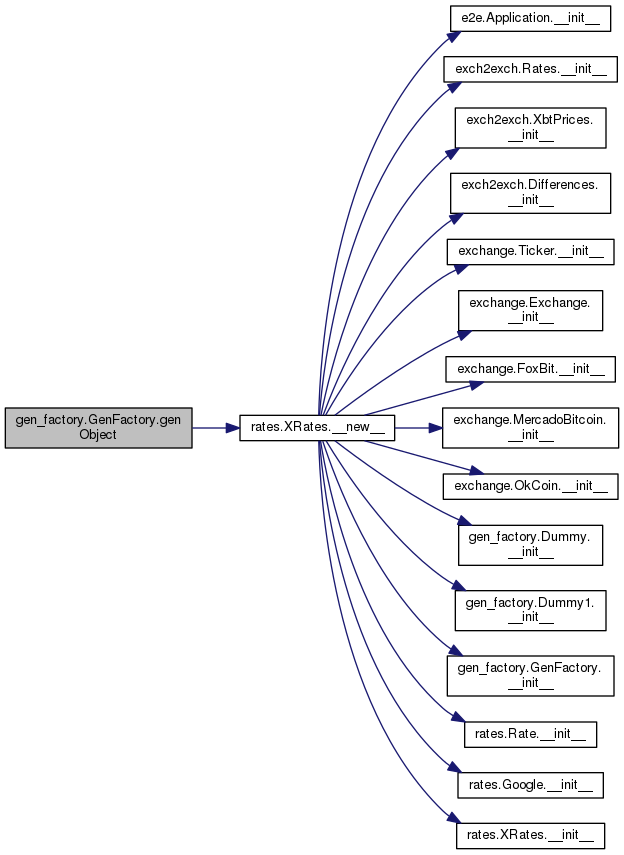 e2e.Application.__init__
exch2exch.Rates.__init__
exch2exch.XbtPrices.
__init__
exch2exch.Differences.
__init__
exchange.Ticker.__init__
exchange.Exchange.
__init__
exchange.FoxBit.__init__
gen_factory.GenFactory.gen
Object
rates.XRates.__new__
exchange.MercadoBitcoin.
__init__
exchange.OkCoin.__init__
gen_factory.Dummy.
__init__
gen_factory.Dummy1.
__init__
gen_factory.GenFactory.
__init__
rates.Rate.__init__
rates.Google.__init__
rates.XRates.__init__